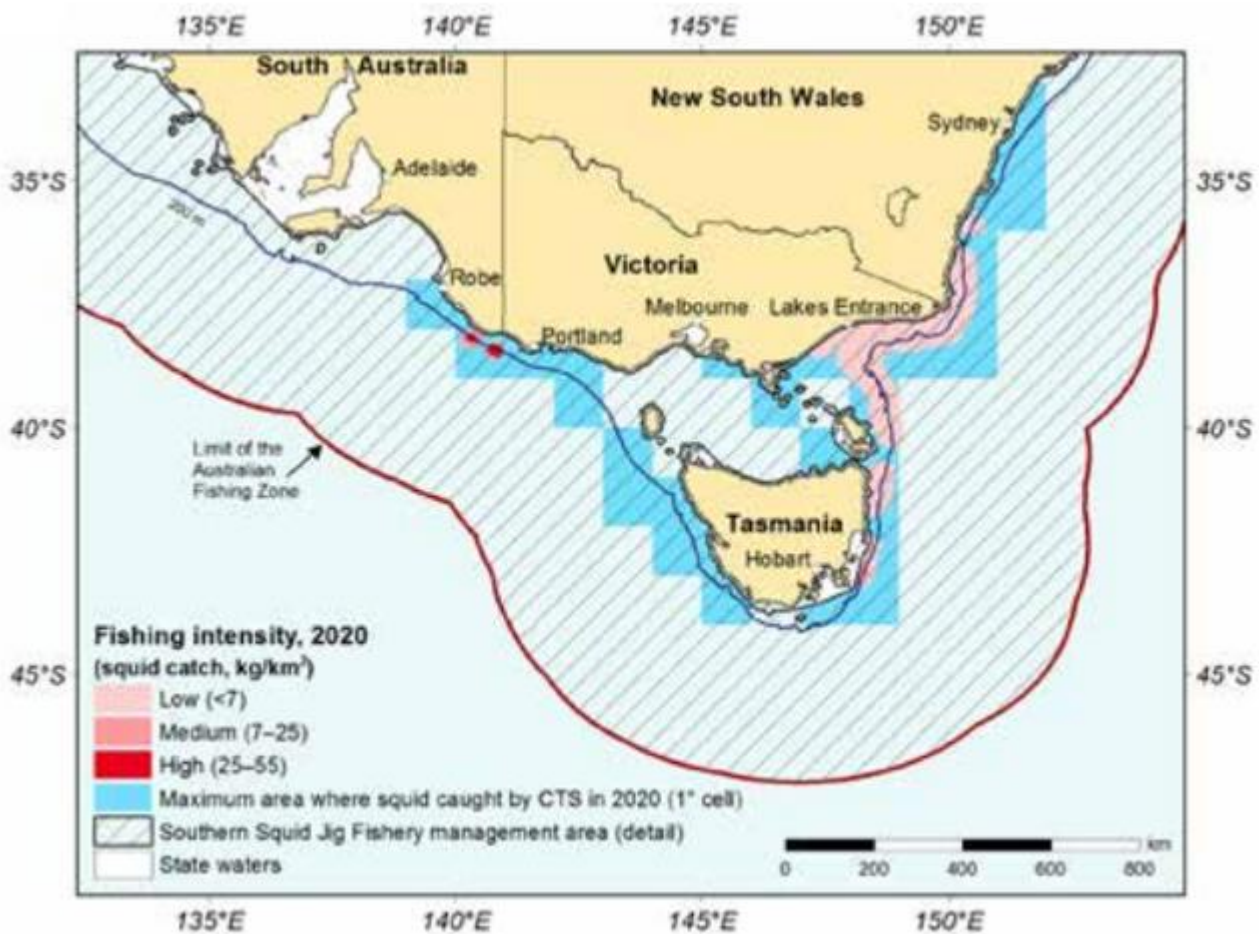 135°E 140°E 145°E 150°E
South Australia
New South Wales
Sydney
35°S 35°S
Adelaide
200 m
Victoria
Robe
Melbourne Lakes Entrance
Portland
40°S 40°S
Limit of the
Australian
Fishing Zone
Tasmania
Hobart
Fishing intensity, 2020
(squid catch, kg/km²)
45°S 45°S
Low (<7)
Medium (7–25)
High (25–55)
Maximum area where squid caught by CTS in 2020 (1° cell)
Southern Squid Jig Fishery management area (detail)
State waters
km
0 200 400 600 800
135°E 140°E 145°E 150°E